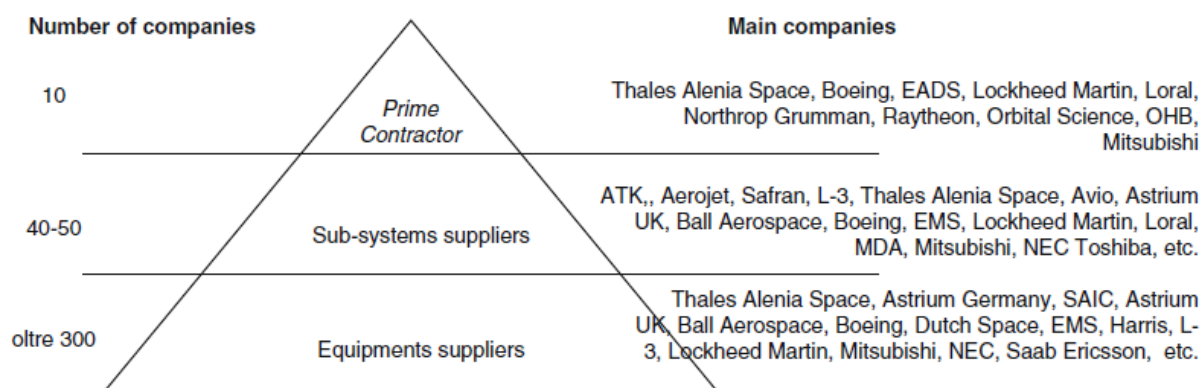 Number of companies
Main companies
10
Prime
Contractor
Thales Alenia Space, Boeing, EADS, Lockheed Martin, Loral,
Northrop Grumman, Raytheon, Orbital Science, OHB,
Mitsubishi
40-50
Sub-systems suppliers
ATK,, Aerojet, Safran, L-3, Thales Alenia Space, Avio, Astrium
UK, Ball Aerospace, Boeing, EMS, Lockheed Martin, Loral,
MDA, Mitsubishi, NEC Toshiba, etc.
oltre 300
Equipments suppliers
Thales Alenia Space, Astrium Germany, SAIC, Astrium
UK, Ball Aerospace, Boeing, Dutch Space, EMS, Harris, L-
3, Lockheed Martin, Mitsubishi, NEC, Saab Ericsson, etc.